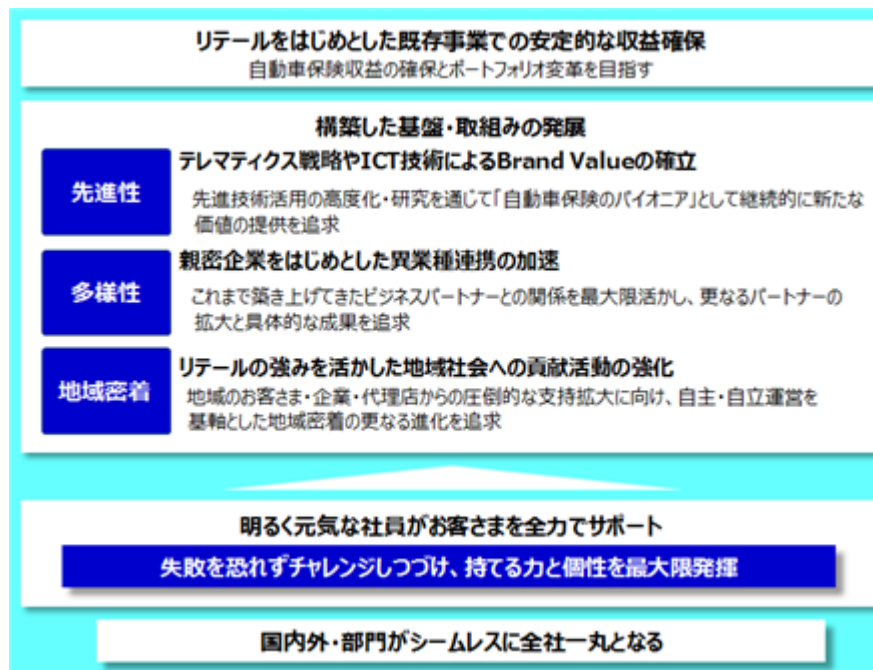 リテールをはじめとした既存事業での安定的な収益確保
自動車保険収益の確保とポートフォリオ変革を目指す
構築した基盤・取組みの発展
先進性
テレマティクス戦略やICT技術によるBrand Valueの確立
先進技術活用の高度化・研究を通じて「自動車保険のパイオニア」として継続的に新たな
価値の提供を追求
多様性
親密企業をはじめとした異業種連携の加速
これまで築き上げてきたビジネスパートナーとの関係を最大限活かし、更なるパートナーの
拡大と具体的な成果を追求
地域密着
リテールの強みを活かした地域社会への貢献活動の強化
地域のお客さま・企業・代理店からの圧倒的な支持拡大に向け、自主・自立運営を
基軸とした地域密着の更なる進化を追求
明るく元気な社員がお客さまを全力でサポート
失敗を恐れずチャレンジしつづけ、持てる力と個性を最大限発揮
国内外・部門がシームレスに全社一丸となる